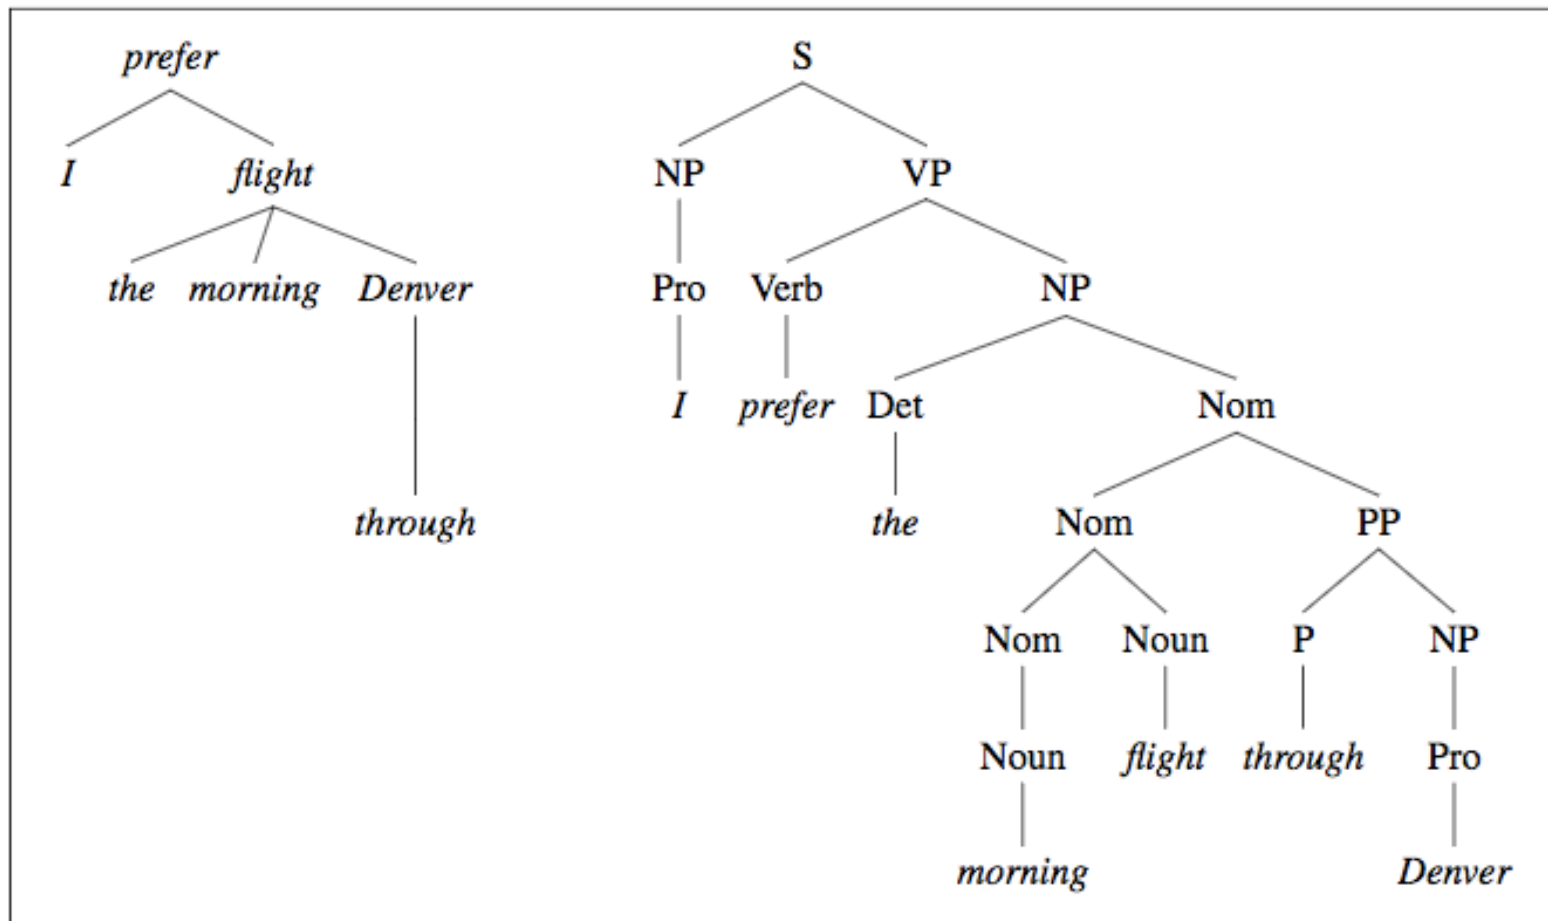 prefer S
I flight NP VP
the morning Denver Pro Verb NP
I prefer Det Nom
through the Nom PP
Nom Noun P NP
Noun flight through Pro
morning Denver